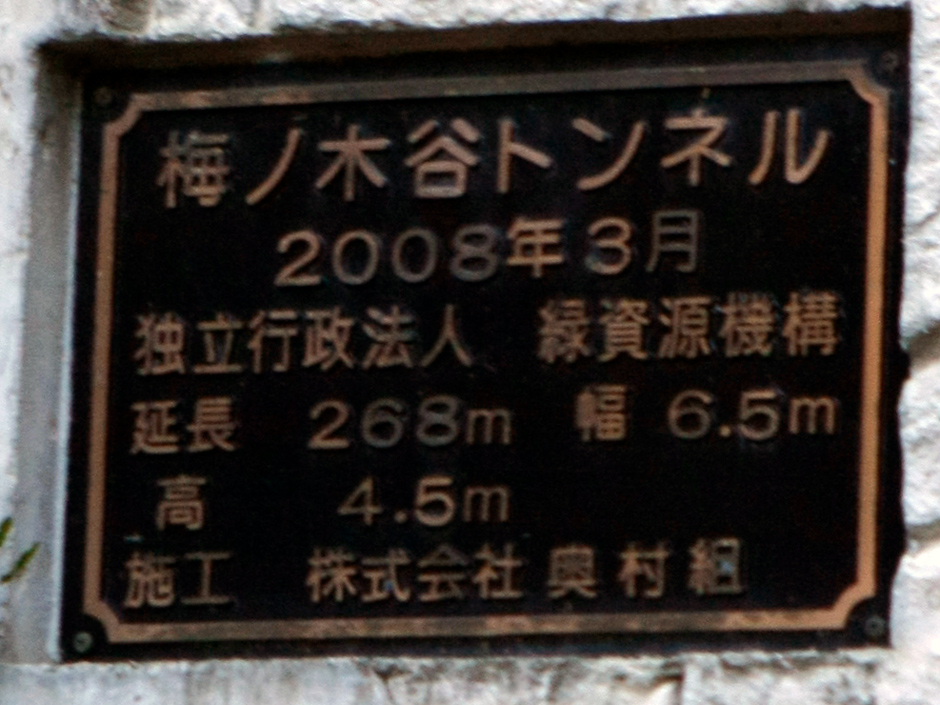 梅ノ木谷トンネル
2008年3月
独立行政法人 緑資源機構
延長 268m 幅 6.5m
高 4.5m
施工 株式会社 奥村組